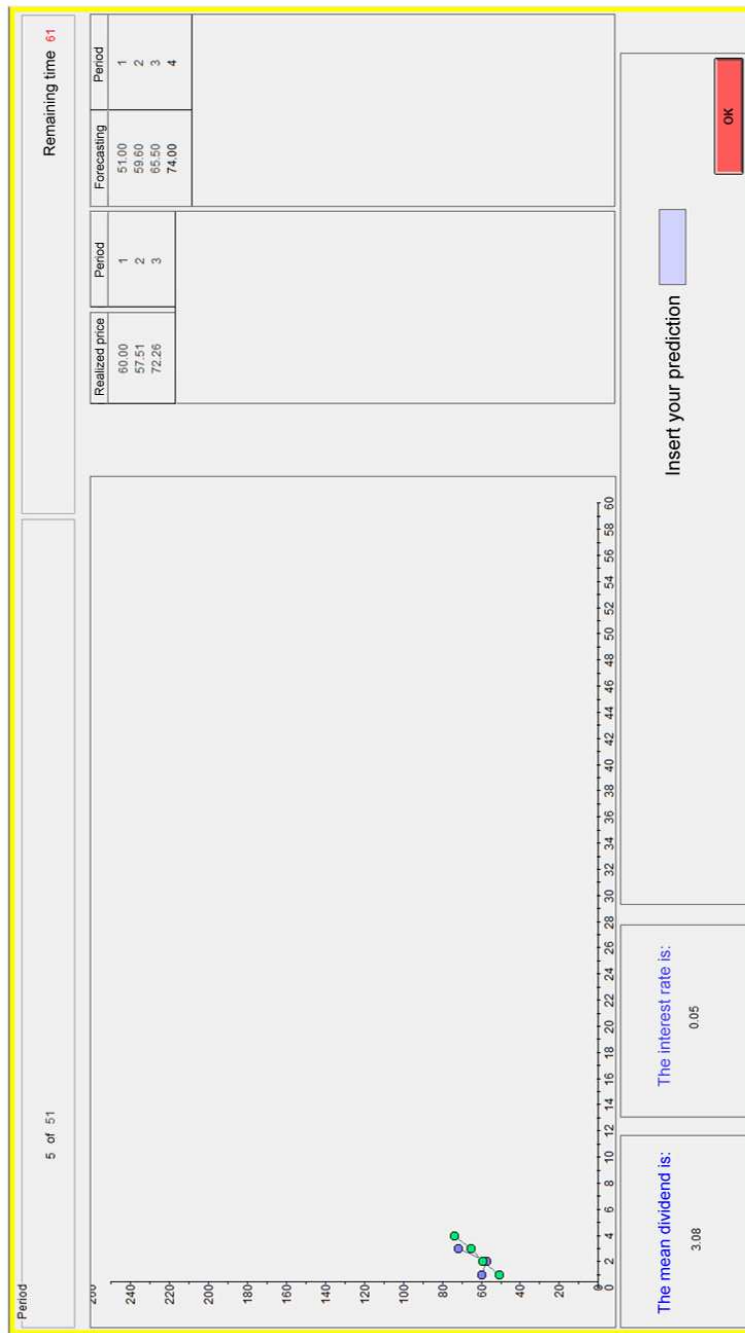 Period
5 of 51
Remaining time 61
260
240
220
200
180
160
140
120
100
80
60
40
20
0
0 2 4 6 8 10 12 14 16 18 20 22 24 26 28 30 32 34 36 38 40 42 44 46 48 50 52 54 56 58 60
Realized price Period
60.00 1
57.51 2
72.26 3
Forecasting Period
51.00 1
59.60 2
65.50 3
74.00 4
The mean dividend is:
3.08
The interest rate is:
0.05
Insert your prediction
OK